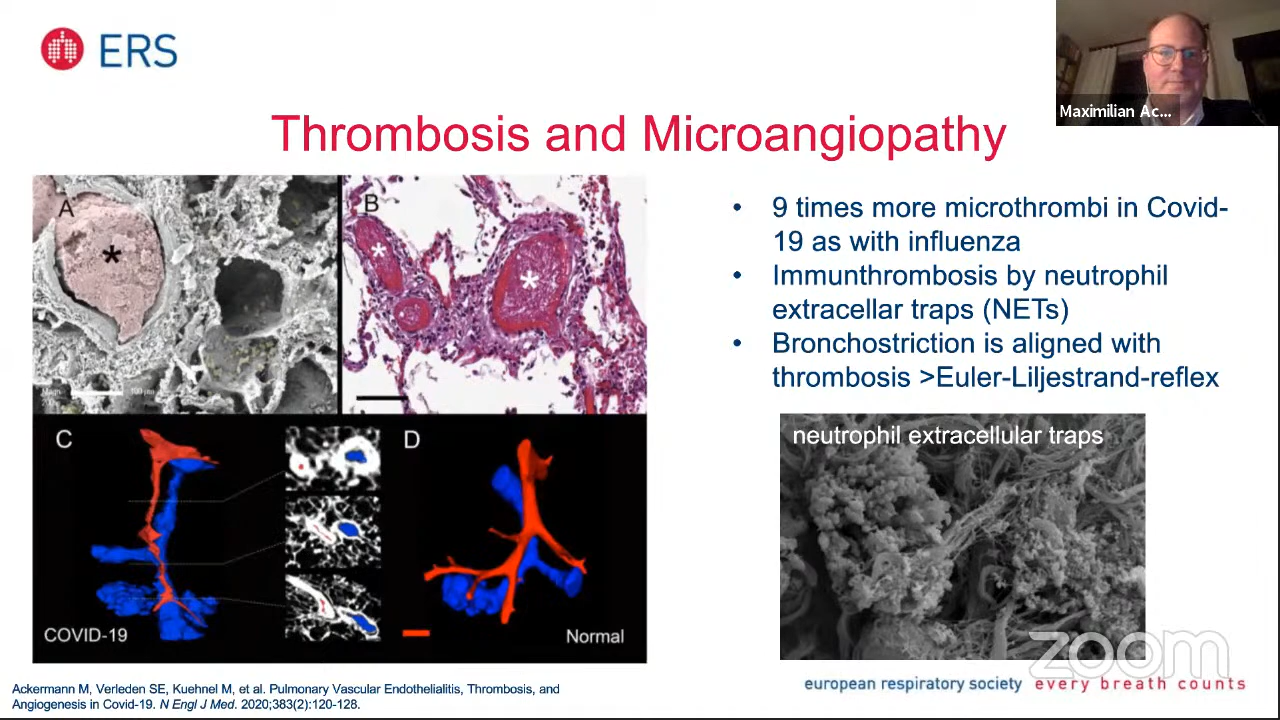 ERS
Maximilian Ac...
Thrombosis and Microangiopathy
A
*
B
*
*
100 µm
• 9 times more microthrombi in Covid-
19 as with influenza
• Immunthrombosis by neutrophil
extracellar traps (NETs)
• Bronchostriction is aligned with
thrombosis >Euler-Liljestrand-reflex
C
D
COVID-19
Normal
neutrophil extracellular traps
zoom
Ackermann M, Verleden SE, Kuehnel M, et al. Pulmonary Vascular Endothelialitis, Thrombosis, and
Angiogenesis in Covid-19. N Engl J Med. 2020;383(2):120-128.
european respiratory society every breath counts